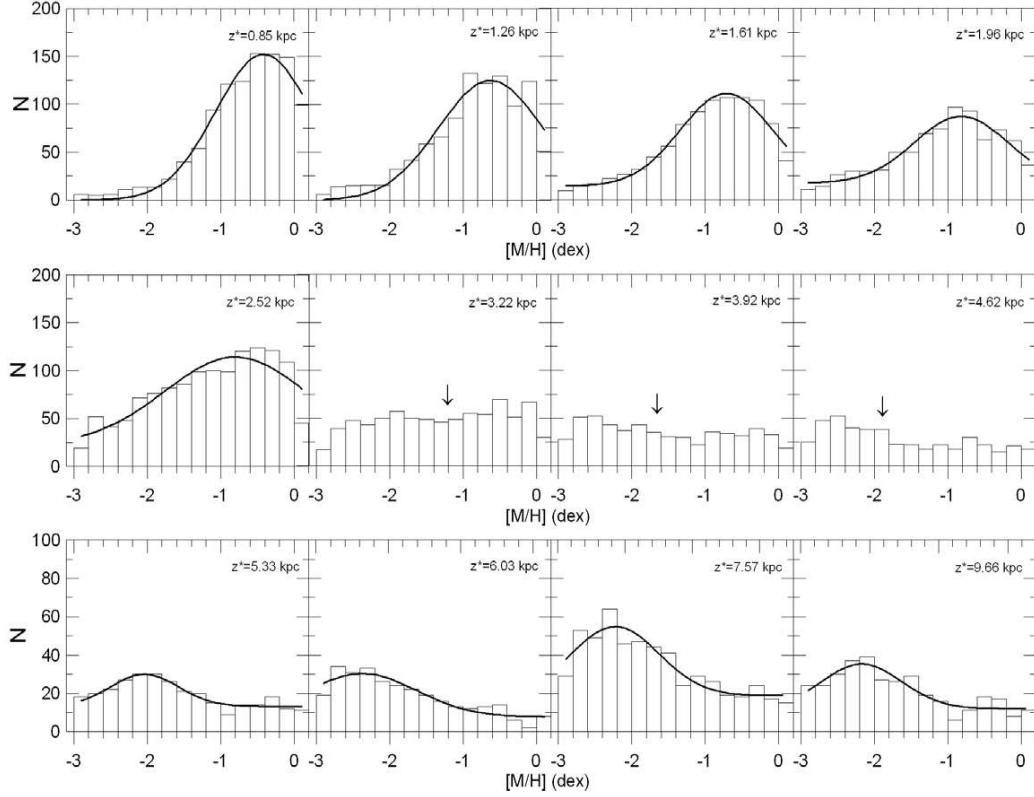 200
150
100
50
0
N
z*=0.85 kpc
z*=1.26 kpc
z*=1.61 kpc
z*=1.96 kpc
-3 -2 -1 0 -3 -2 -1 0 -3 -2 -1 0 -3 -2 -1 0
[M/H] (dex)
200
150
100
50
0
N
z*=2.52 kpc
z*=3.22 kpc
z*=3.92 kpc
z*=4.62 kpc
↓ ↓ ↓
-3 -2 -1 0 -3 -2 -1 0 -3 -2 -1 0 -3 -2 -1 0
[M/H] (dex)
100
80
60
40
20
0
N
z*=5.33 kpc
z*=6.03 kpc
z*=7.57 kpc
z*=9.66 kpc
-3 -2 -1 0 -3 -2 -1 0 -3 -2 -1 0 -3 -2 -1 0
[M/H] (dex)